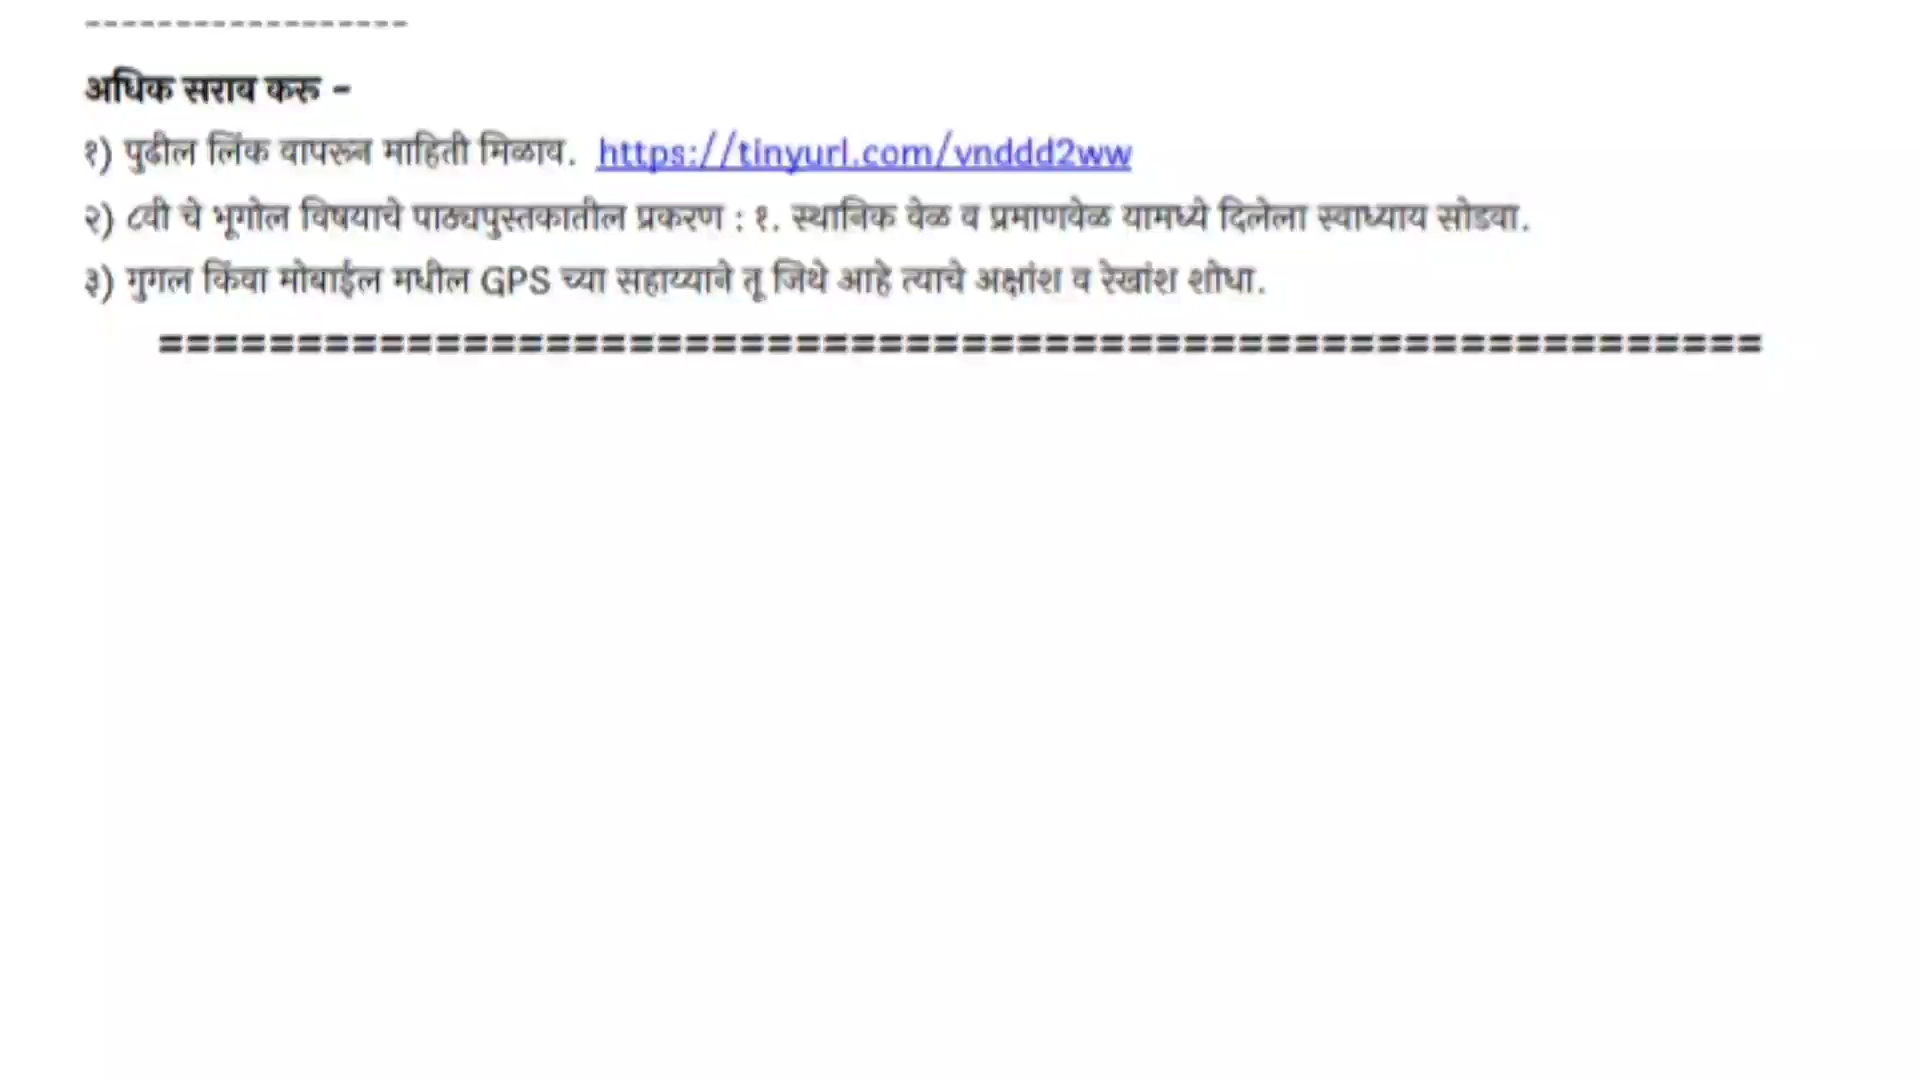 -------------------
अधिक सराव करु -
१) पुढील लिंक वापरून माहिती मिळाव. https://tinyurl.com/vnddd2ww
२) ८वी चे भूगोल विषयाचे पाठ्यपुस्तकातील प्रकरण : १. स्थानिक वेळ व प्रमाणवेळ यामध्ये दिलेला स्वाध्याय सोडवा.
३) गुगल किंवा मोबाईल मधील GPS च्या सहाय्याने तू जिथे आहे त्याचे अक्षांश व रेखांश शोधा.
==========================================================